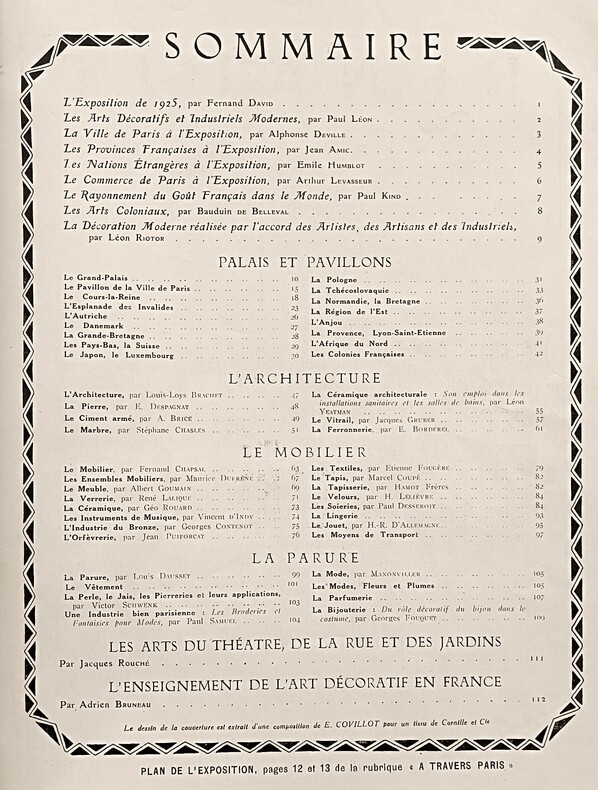 SOMMAIRE
L'Exposition de 1925, par Fernand DAVID . . . 1
Les Arts Décoratifs et Industriels Modernes, par Paul LÉON . . . 2
La Ville de Paris à l'Exposition, par Alphonse DEVILLE . . . 3
Les Provinces Françaises à l'Exposition, par Jean AMIC. . . . 4
Les Nations Étrangères à l'Exposition, par Emile HUMBLOT . . . 5
Le Commerce de Paris à l'Exposition, par Arthur LEVASSEUR . . . 6
Le Rayonnement du Goût Français dans le Monde, par Paul KIND . . . 7
Les Arts Coloniaux, par Bauduin DE BELLEVAL . . . 8
La Décoration Moderne réalisée par l'accord des Artistes, des Artisans et des Industriels,
par Léon RIOTOR . . . 9
PALAIS ET PAVILLONS
Le Grand-Palais . . . 10
Le Pavillon de la Ville de Paris . . . 15
Le Cours-la-Reine . . . 18
L'Esplanade des Invalides . . . 23
L'Autriche . . . 26
Le Danemark . . . 27
La Grande-Bretagne . . . 28
Les Pays-Bas, la Suisse . . . 29
Le Japon, le Luxembourg . . . 30
La Pologne . . . 31
La Tchécoslovaquie . . . 33
La Normandie, la Bretagne . . . 36
La Région de l'Est . . . 37
L'Anjou . . . 38
La Provence, Lyon-Saint-Etienne . . . 39
L'Afrique du Nord . . . 41
Les Colonies Françaises . . . 42
L'ARCHITECTURE
L'Architecture, par Louis-Loys BRACHET . . . 47
La Pierre, par E. DESPAGNAT . . . 48
Le Ciment armé, par A. BRICE . . . 49
Le Marbre, par Stéphane CHASLES . . . 51
La Céramique architecturale : Son emploi dans les
installations sanitaires et les salles de bains, par Léon
YEATMAN . . . 55
Le Vitrail, par Jacques GRUBER . . . 57
La Ferronnerie, par E. BORDEREL . . . 61
LE MOBILIER
Le Mobilier, par Fernand CHAPSAL . . . 63
Les Ensembles Mobiliers, par Maurice DUFRÈNE . . . 67
Le Meuble, par Albert GOUMAIN . . . 69
La Verrerie, par René LALIQUE . . . 71
La Céramique, par Géo ROUARD . . . 73
Les Instruments de Musique, par Vincent D'INDY . . . 74
L'Industrie du Bronze, par Georges CONTENOT . . . 75
L'Orfèvrerie, par Jean PUIFORCAT . . . 76
Les Textiles, par Etienne FOUGÈRE . . . 79
Le Tapis, par Marcel COUPÉ . . . 82
La Tapisserie, par HAMOT Frères . . . 82
Le Velours, par H. LELIÈVRE . . . 84
Les Soieries, par Paul DESSEROIT . . . 84
La Lingerie . . . 93
Le Jouet, par H.-R. D'ALLEMAGNE . . . 95
Les Moyens de Transport . . . 97
LA PARURE
La Parure, par Louis DAUSSET . . . 99
Le Vêtement . . . 101
La Perle, le Jais, les Pierreries et leurs applications,
par Victor SCHWENK . . . 103
Une Industrie bien parisienne : Les Broderies et
Fantaisies pour Modes, par Paul SAMUEL . . . 104
La Mode, par MANONVILLER . . . 105
Les Modes, Fleurs et Plumes . . . 105
La Parfumerie . . . 107
La Bijouterie : Du rôle décoratif du bijou dans le
costume, par Georges FOUQUET . . . 109
LES ARTS DU THÉATRE, DE LA RUE ET DES JARDINS
Par Jacques ROUCHÉ . . . 111
L'ENSEIGNEMENT DE L'ART DÉCORATIF EN FRANCE
Par Adrien BRUNEAU . . . 112
Le dessin de la couverture est extrait d'une composition de E. COVILLOT pour un tissu de Cornille et Cie
PLAN DE L'EXPOSITION, pages 12 et 13 de la rubrique « A TRAVERS PARIS »